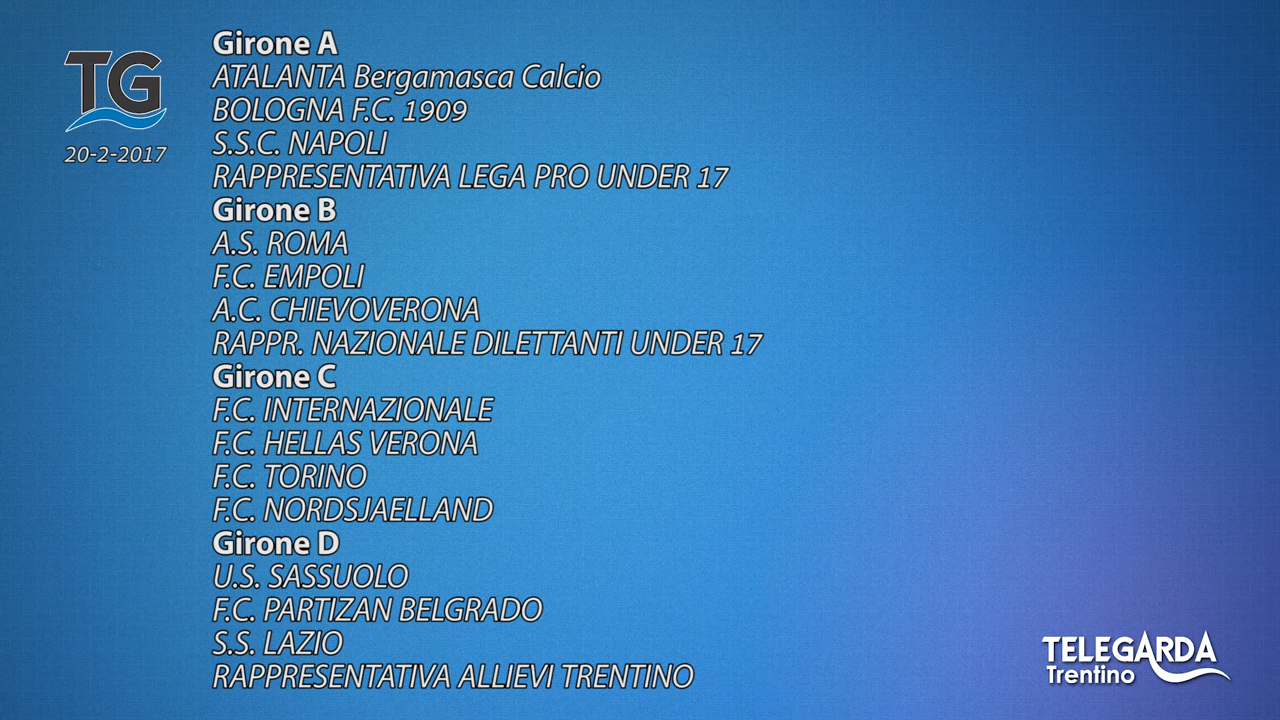 TG
20-2-2017
Girone A
ATALANTA Bergamasca Calcio
BOLOGNA F.C. 1909
S.S.C. NAPOLI
RAPPRESENTATIVA LEGA PRO UNDER 17
Girone B
A.S. ROMA
F.C. EMPOLI
A.C. CHIEVOVERONA
RAPPR. NAZIONALE DILETTANTI UNDER 17
Girone C
F.C. INTERNAZIONALE
F.C. HELLAS VERONA
F.C. TORINO
F.C. NORDSJAELLAND
Girone D
U.S. SASSUOLO
F.C. PARTIZAN BELGRADO
S.S. LAZIO
RAPPRESENTATIVA ALLIEVI TRENTINO
TELEGARDA
Trentino